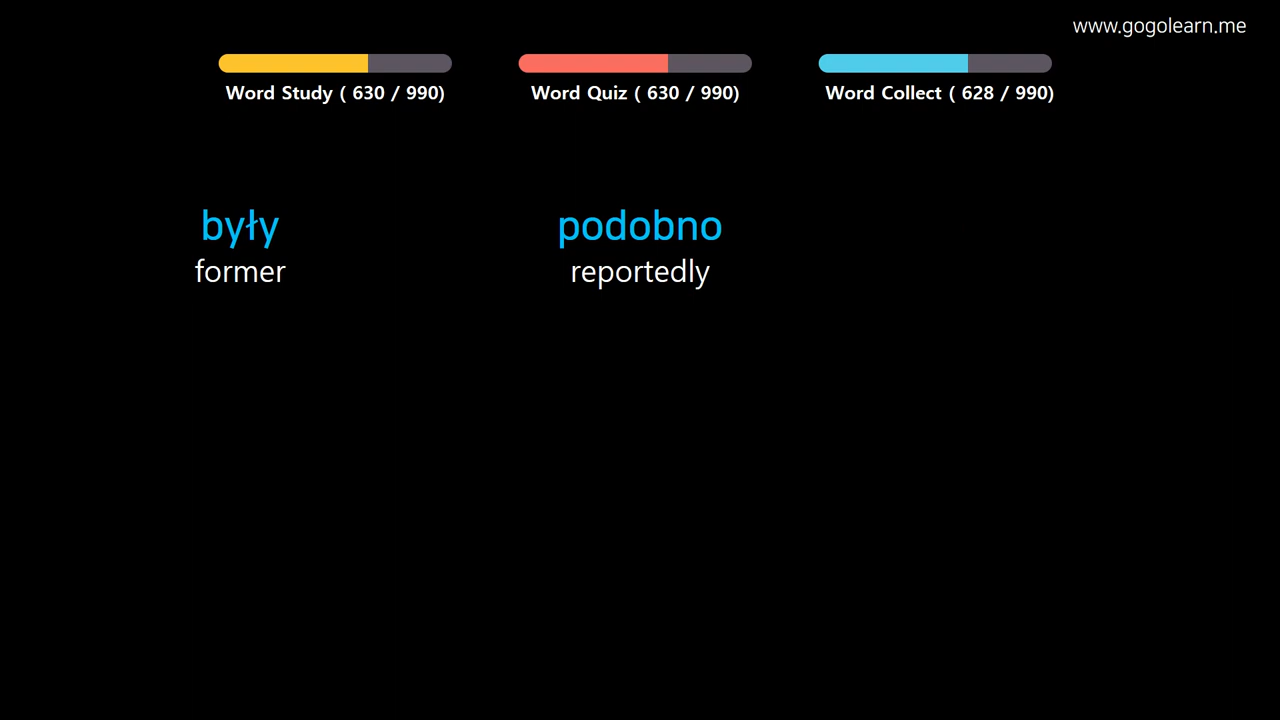 www.gogolearn.me
Word Study ( 630 / 990)
Word Quiz ( 630 / 990)
Word Collect ( 628 / 990)
były
former
podobno
reportedly